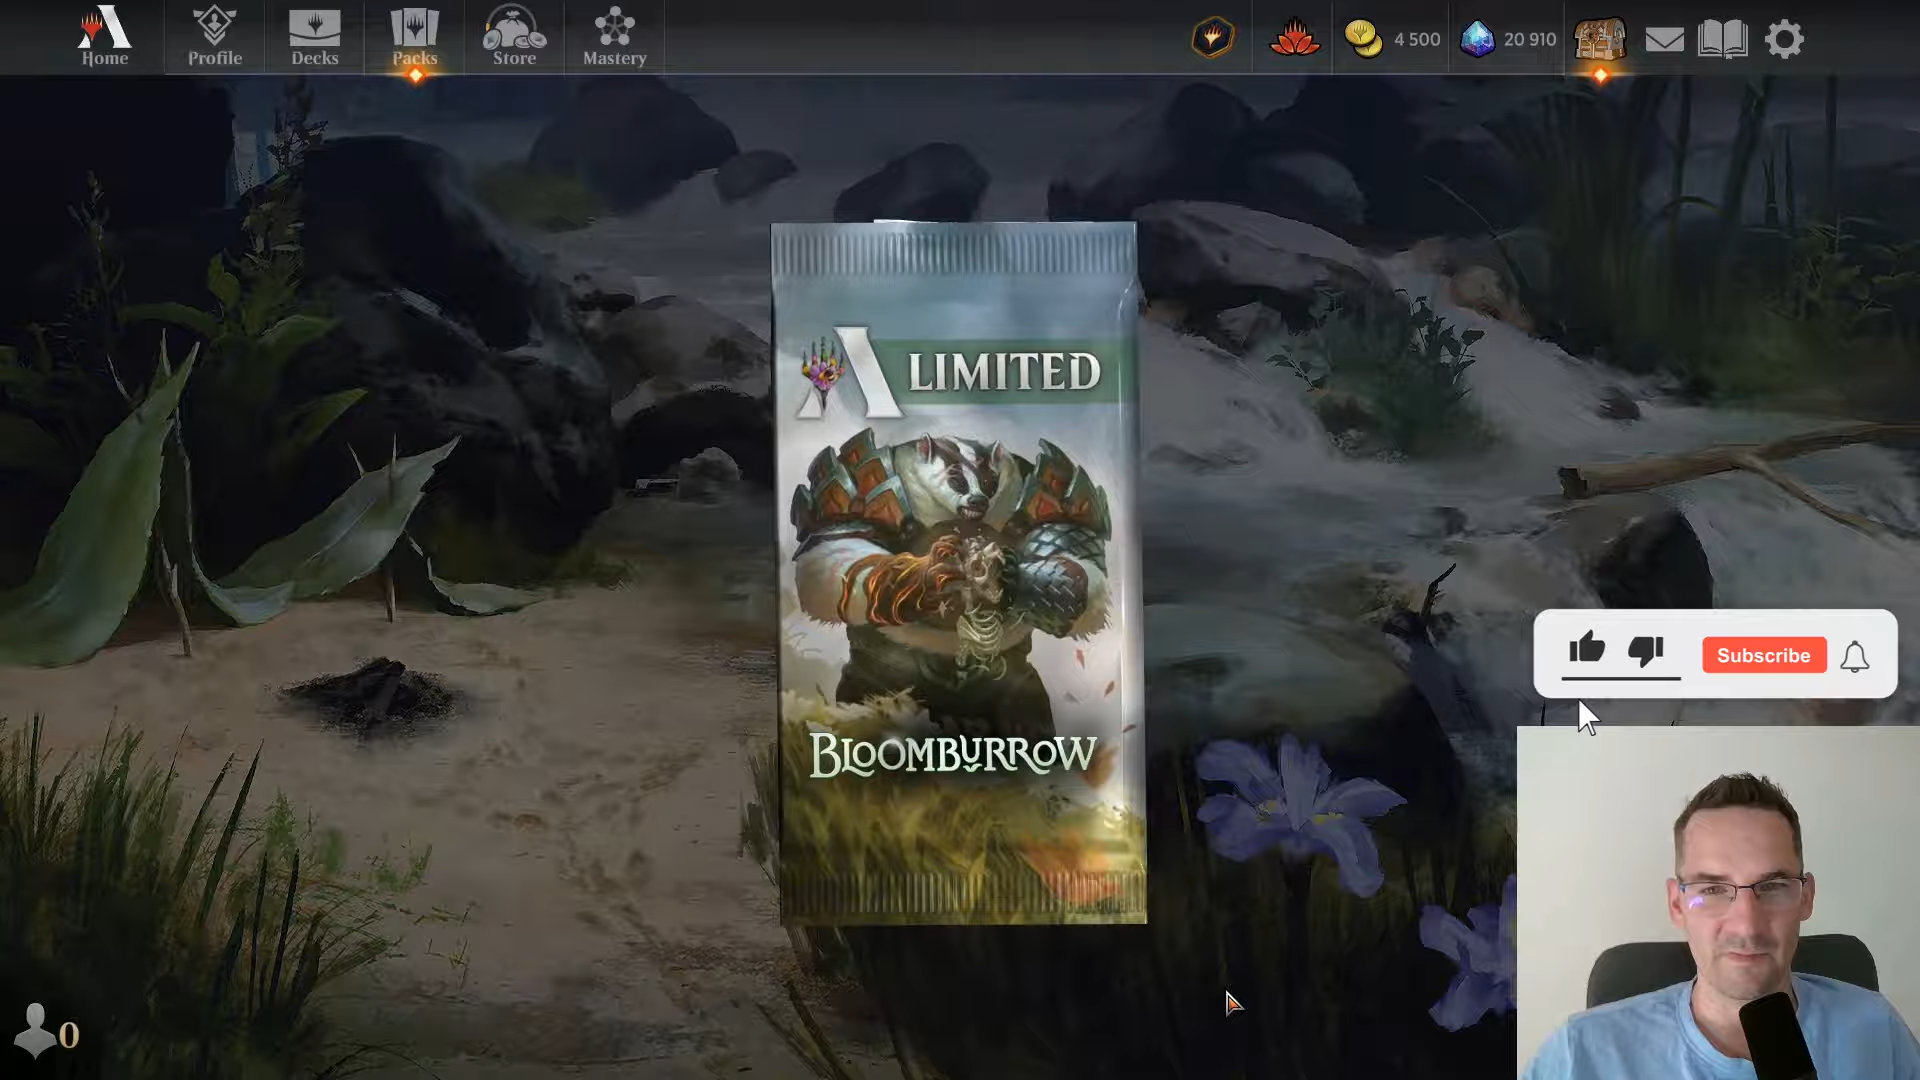 Home
Profile
Decks
Packs
Store
Mastery
4 500
20 910
LIMITED
BLOOMBURROW
Subscribe
0